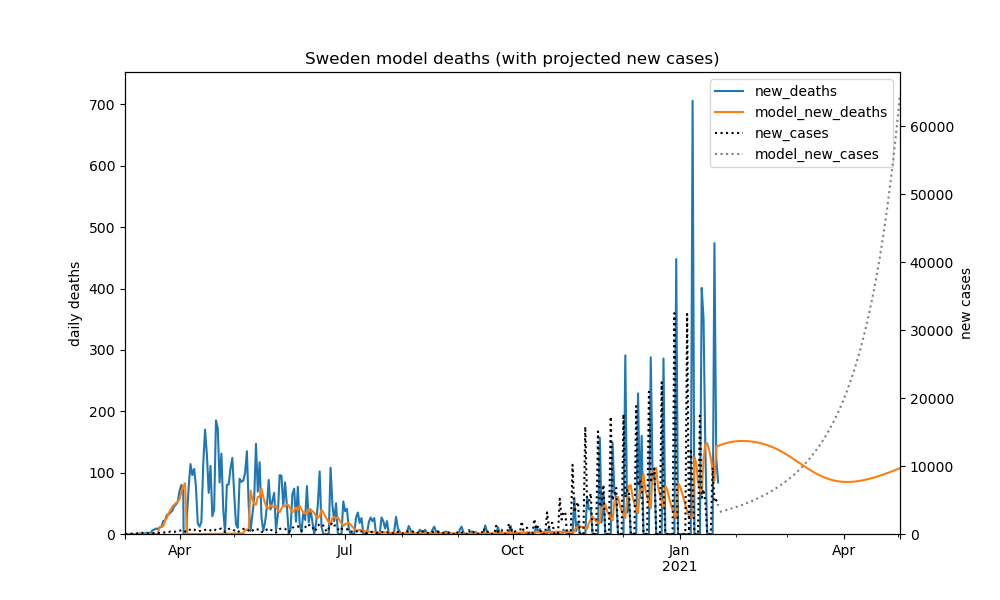 Sweden model deaths (with projected new cases)
new_deaths
model_new_deaths
new_cases
model_new_cases
700
600
500
400
300
200
100
0
daily deaths
60000
50000
40000
30000
20000
10000
0
new cases
Apr
Jul
Oct
Jan
2021
Apr